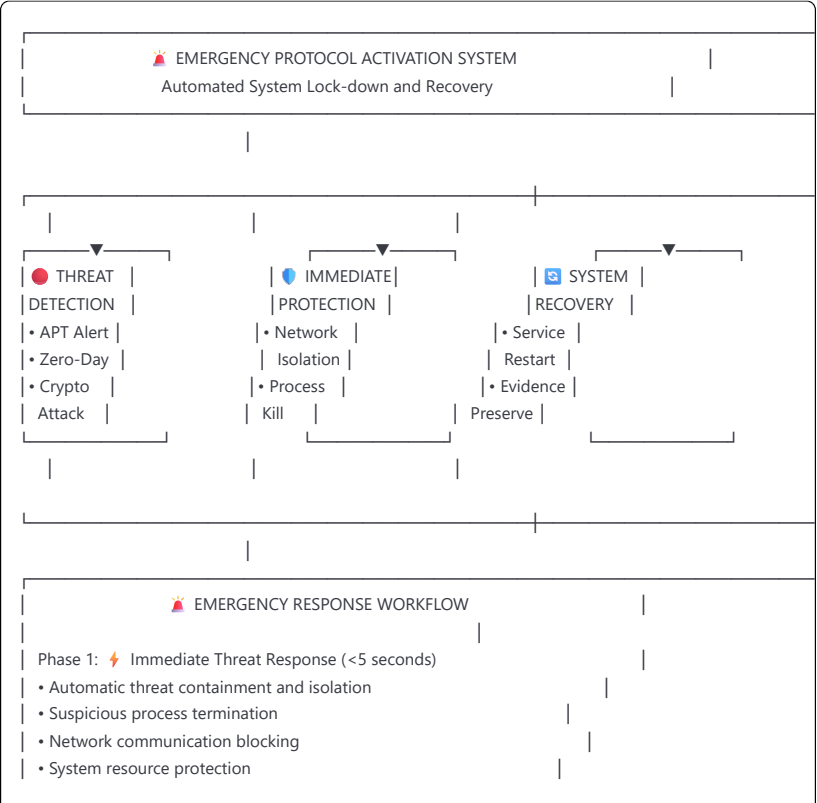 🚨 EMERGENCY PROTOCOL ACTIVATION SYSTEM
Automated System Lock-down and Recovery
🔴 THREAT
DETECTION
• APT Alert
• Zero-Day
• Crypto
Attack
🛡️ IMMEDIATE
PROTECTION
• Network
Isolation
• Process
Kill
🔄 SYSTEM
RECOVERY
• Service
Restart
• Evidence
Preserve
🚨 EMERGENCY RESPONSE WORKFLOW
Phase 1: ⚡ Immediate Threat Response (<5 seconds)
• Automatic threat containment and isolation
• Suspicious process termination
• Network communication blocking
• System resource protection